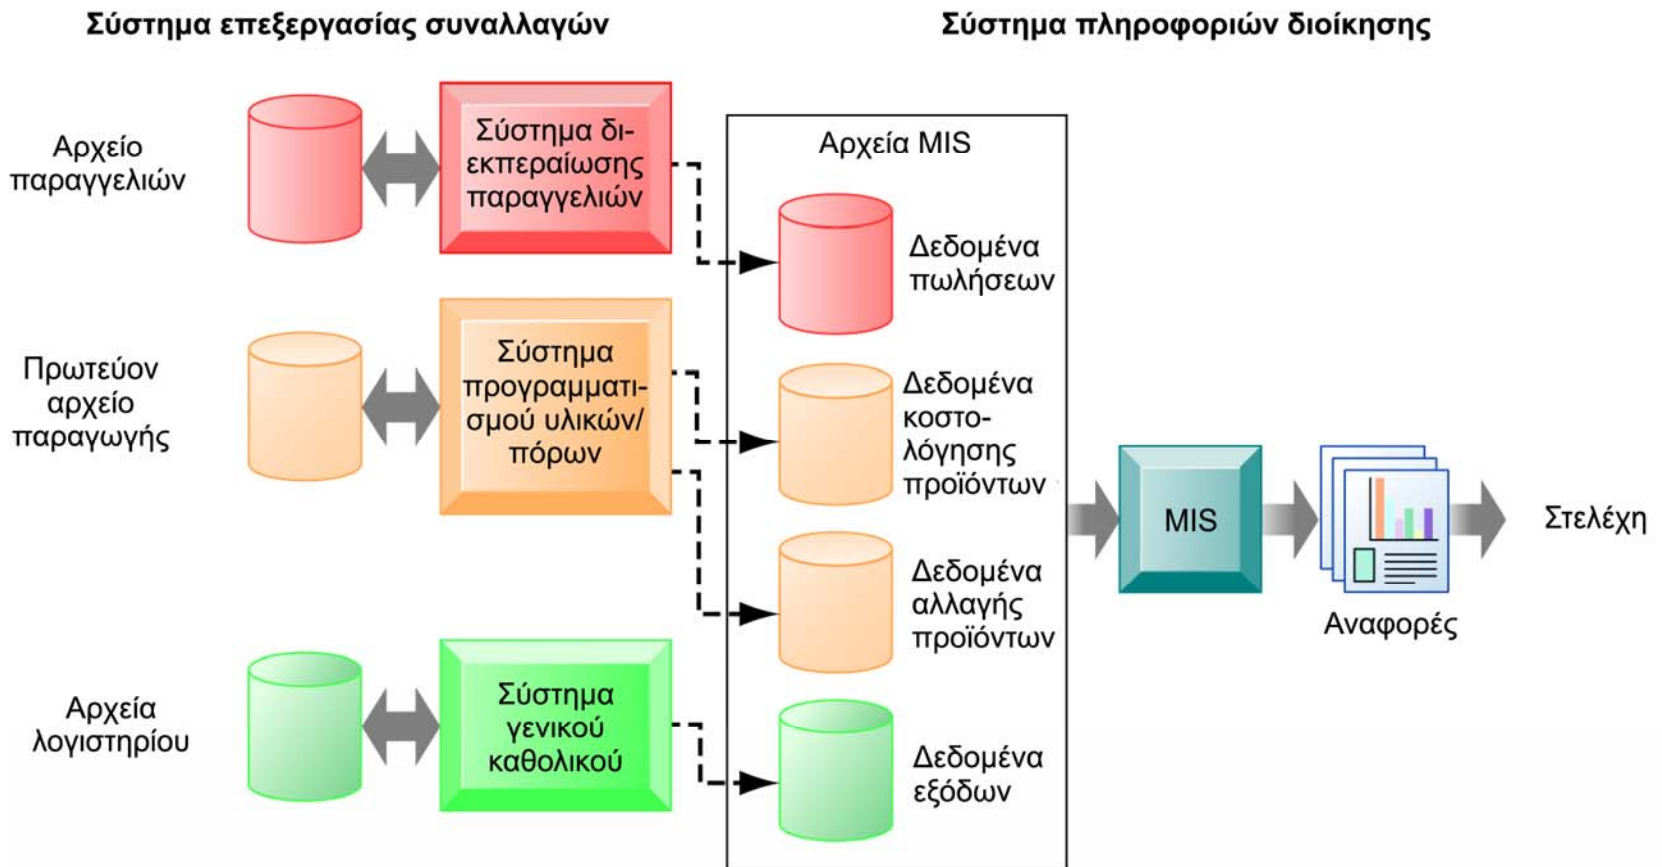 Σύστημα επεξεργασίας συναλλαγών
Σύστημα πληροφοριών διοίκησης
Αρχείο
παραγγελιών
Σύστημα δι-
εκπεραίωσης
παραγγελιών
Αρχεία MIS
Δεδομένα
πωλήσεων
Πρωτεύον
αρχείο
παραγωγής
Σύστημα
προγραμματι-
σμού υλικών/
πόρων
Δεδομένα
κοστο-
λόγησης
προϊόντων
Δεδομένα
αλλαγής
προϊόντων
MIS
Αναφορές
Στελέχη
Αρχεία
λογιστηρίου
Σύστημα
γενικού
καθολικού
Δεδομένα
εξόδων